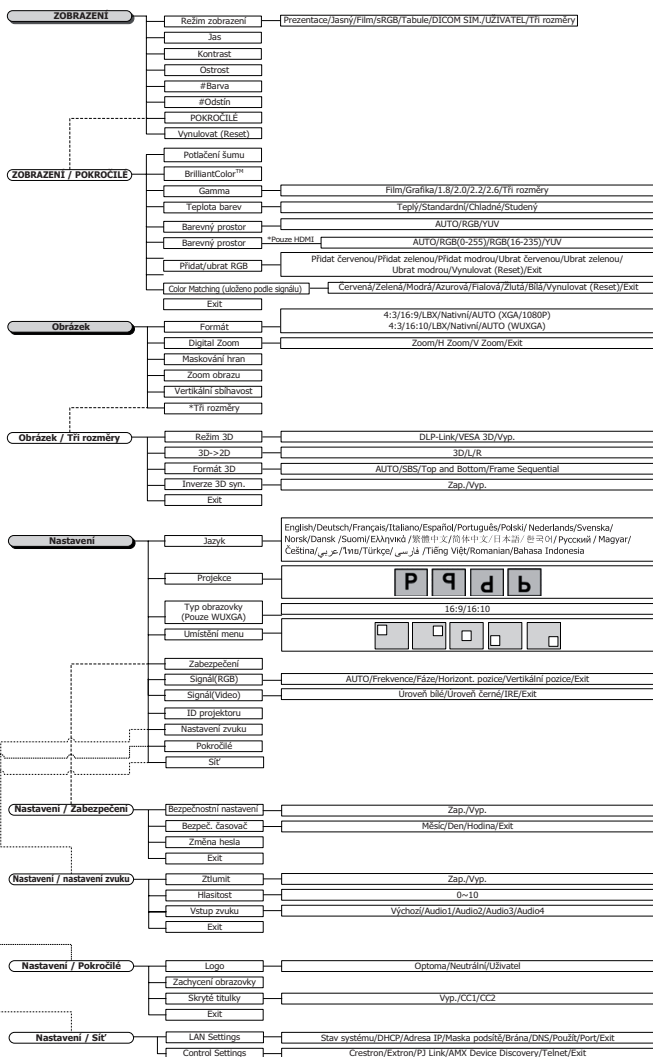 ZOBRAZENÍ
Režim zobrazení
Prezentace/Jasný/Film/sRGB/Tabule/DICOM SIM./UŽIVATEL/Tři rozměry
Jas
Kontrast
Ostrost
#Barva
#Odstín
POKROČILÉ
Vynulovat (Reset)
ZOBRAZENÍ / POKROČILÉ
Potlačení šumu
BrilliantColor™
Gamma
Film/Grafika/1.8/2.0/2.2/2.6/Tři rozměry
Teplota barev
Teplý/Standardní/Chladné/Studený
Barevný prostor
AUTO/RGB/YUV
Barevný prostor
*Pouze HDMI
AUTO/RGB(0-255)/RGB(16-235)/YUV
Přidat/ubrat RGB
Přidat červenou/Přidat zelenou/Přidat modrou/Ubrat červenou/Ubrat zelenou/
Ubrat modrou/Vynulovat (Reset)/Exit
Color Matching (uloženo podle signálu)
Červená/Zelená/Modrá/Azurová/Fialová/Žlutá/Bílá/Vynulovat (Reset)/Exit
Exit
Obrázek
Formát
4:3/16:9/LBX/Nativní/AUTO (XGA/1080P)
4:3/16:10/LBX/Nativní/AUTO (WUXGA)
Digital Zoom
Zoom/H Zoom/V Zoom/Exit
Maskování hran
Zoom obrazu
Vertikální sbíhavost
*Tři rozměry
Obrázek / Tři rozměry
Režim 3D
DLP-Link/VESA 3D/Vyp.
3D->2D
3D/L/R
Formát 3D
AUTO/SBS/Top and Bottom/Frame Sequential
Inverze 3D syn.
Zap./Vyp.
Exit
Nastavení
Jazyk
English/Deutsch/Français/Italiano/Español/Português/Polski/ Nederlands/Svenska/
Norsk/Dansk /Suomi/Ελληνικά /繁體中文/简体中文/日本語/ 한국어/ Русский / Magyar/
Čeština/عربي/ไทย/Türkçe/ فارسی /Tiếng Việt/Romanian/Bahasa Indonesia
Projekce
P
Typ obrazovky
(Pouze WUXGA)
16:9/16:10
Umístění menu
Zabezpečení
Signál(RGB)
AUTO/Frekvence/Fáze/Horizont. pozice/Vertikální pozice/Exit
Signál(Video)
Úroveň bílé/Úroveň černé/IRE/Exit
ID projektoru
Nastavení zvuku
Pokročilé
Síť
Nastavení / Zabezpečení
Bezpečnostní nastavení
Zap./Vyp.
Bezpeč. časovač
Měsíc/Den/Hodina/Exit
Změna hesla
Exit
Nastavení / nastavení zvuku
Ztlumit
Zap./Vyp.
Hlasitost
0~10
Vstup zvuku
Výchozí/Audio1/Audio2/Audio3/Audio4
Exit
Nastavení / Pokročilé
Logo
Optoma/Neutrální/Uživatel
Zachycení obrazovky
Skryté titulky
Vyp./CC1/CC2
Exit
Nastavení / Síť
LAN Settings
Stav systému/DHCP/Adresa IP/Maska podsítě/Brána/DNS/Použít/Port/Exit
Control Settings
Crestron/Extron/PJ Link/AMX Device Discovery/Telnet/Exit